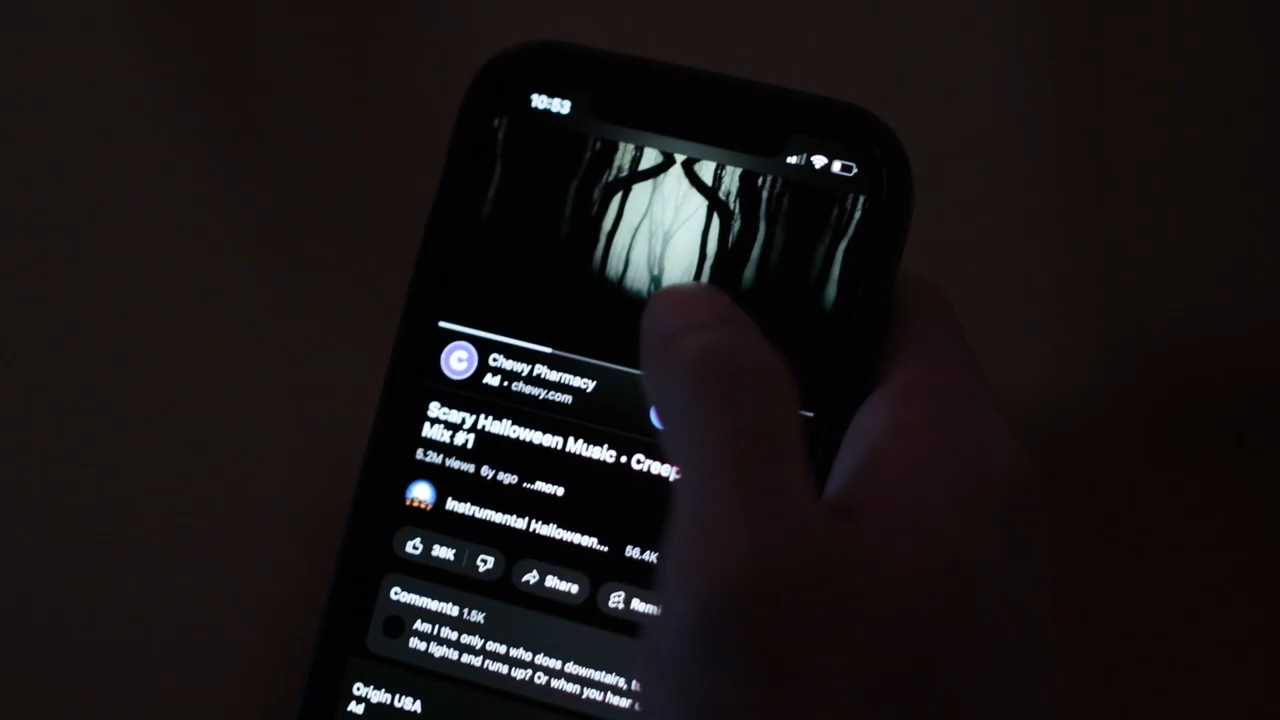 10:53
C
Chewy Pharmacy
Ad • chewy.com
Scary Halloween Music • Creep
Mix #1
5.2M views 6y ago ...more
Instrumental Halloween... 56.4K
38K Share Remi
Comments 1.5K
Am I the only one who does downstairs, t
the lights and runs up? Or when you hear
Origin USA
Ad